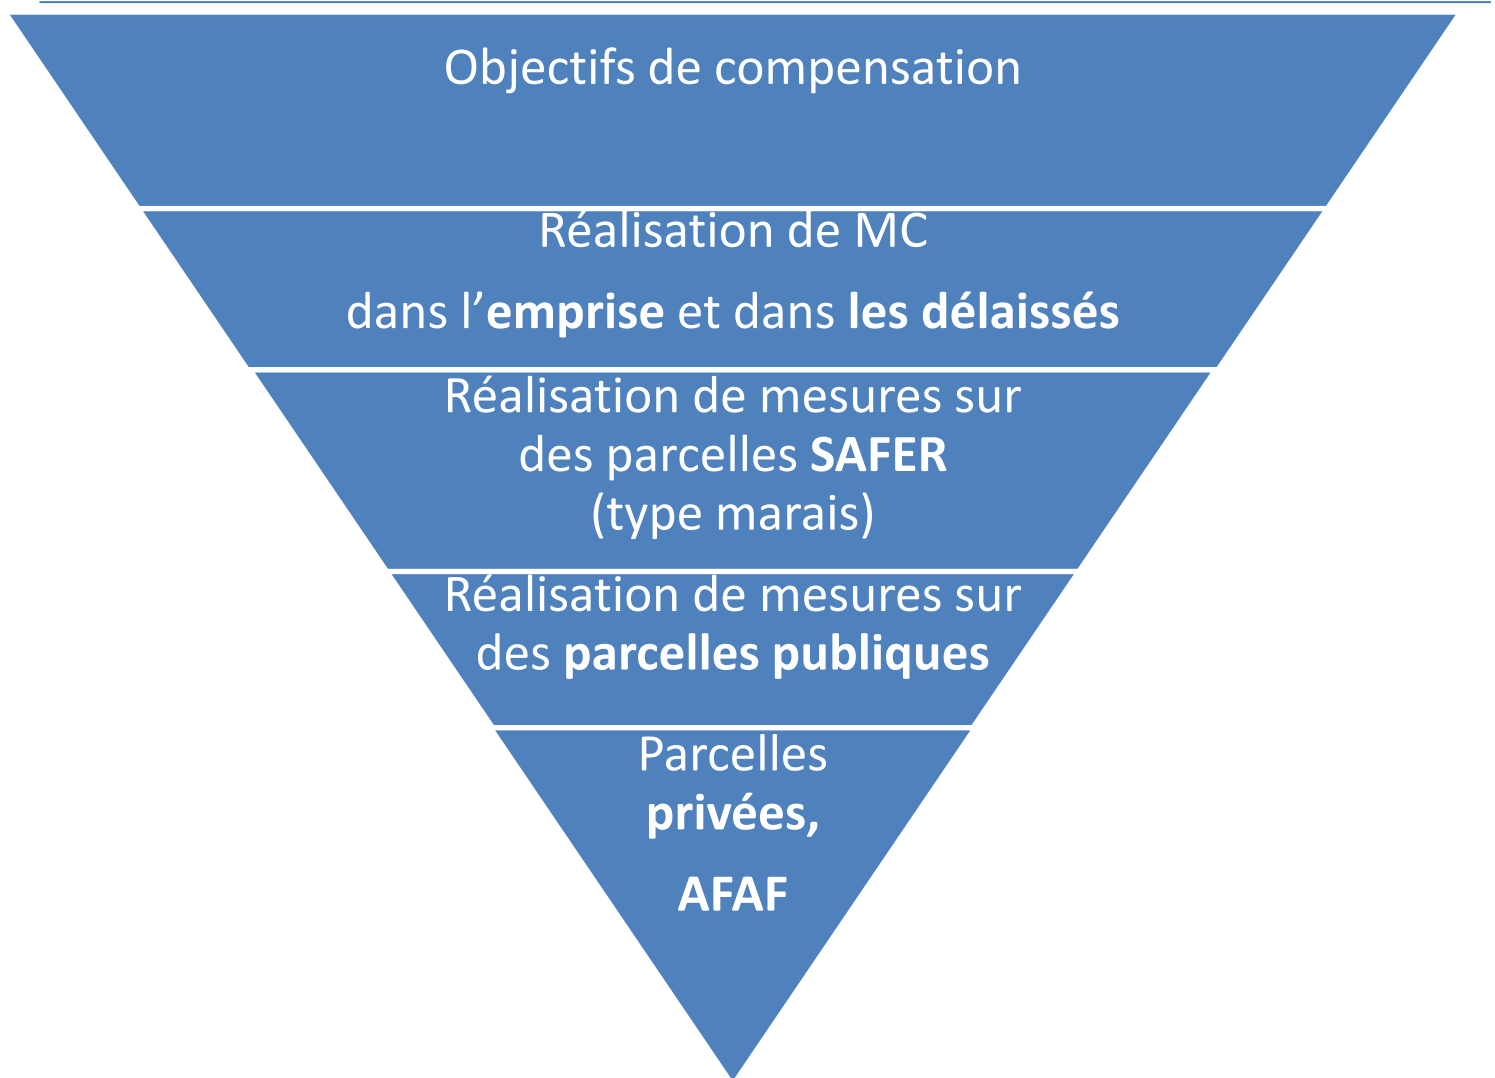 Objectifs de compensation
Réalisation de MC
dans l’emprise et dans les délaissés
Réalisation de mesures sur
des parcelles SAFER
(type marais)
Réalisation de mesures sur
des parcelles publiques
Parcelles
privées,
AFAF